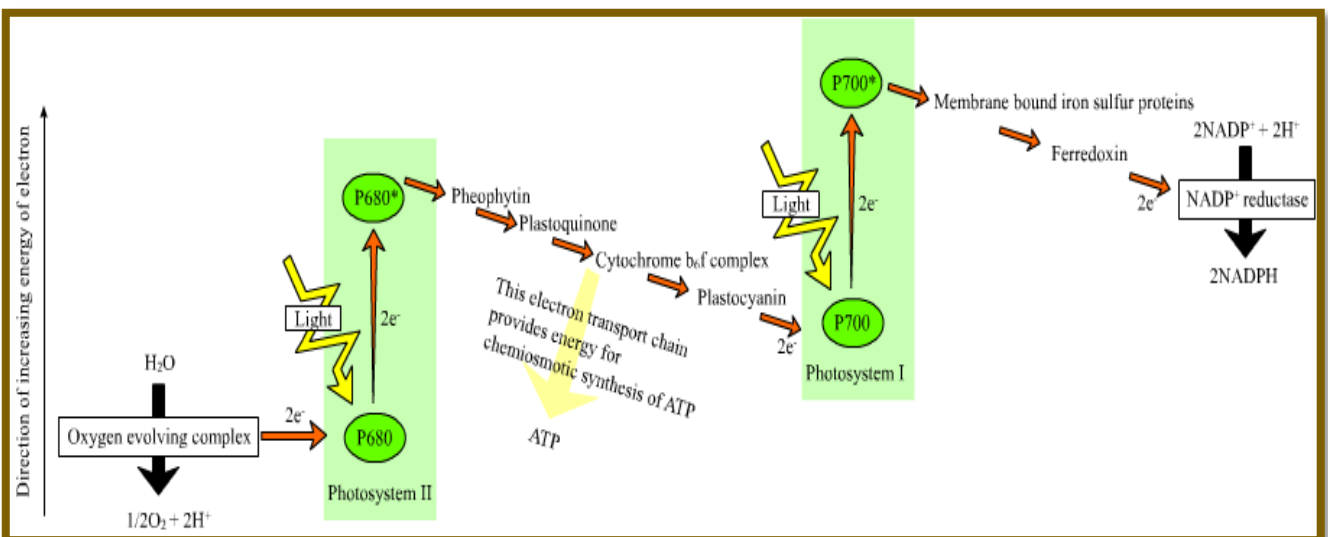 Direction of increasing energy of electron
H₂O
Oxygen evolving complex
1/2O₂ + 2H⁺
2e⁻
Light
P680*
2e⁻
P680
Photosystem II
Pheophytin
Plastoquinone
Cytochrome b₆f complex
Plastocyanin
2e⁻
This electron transport chain
provides energy for
chemiosmotic synthesis of ATP
ATP
Light
P700*
2e⁻
P700
Photosystem I
Membrane bound iron sulfur proteins
Ferredoxin
2e⁻
2NADP⁺ + 2H⁺
NADP⁺ reductase
2NADPH